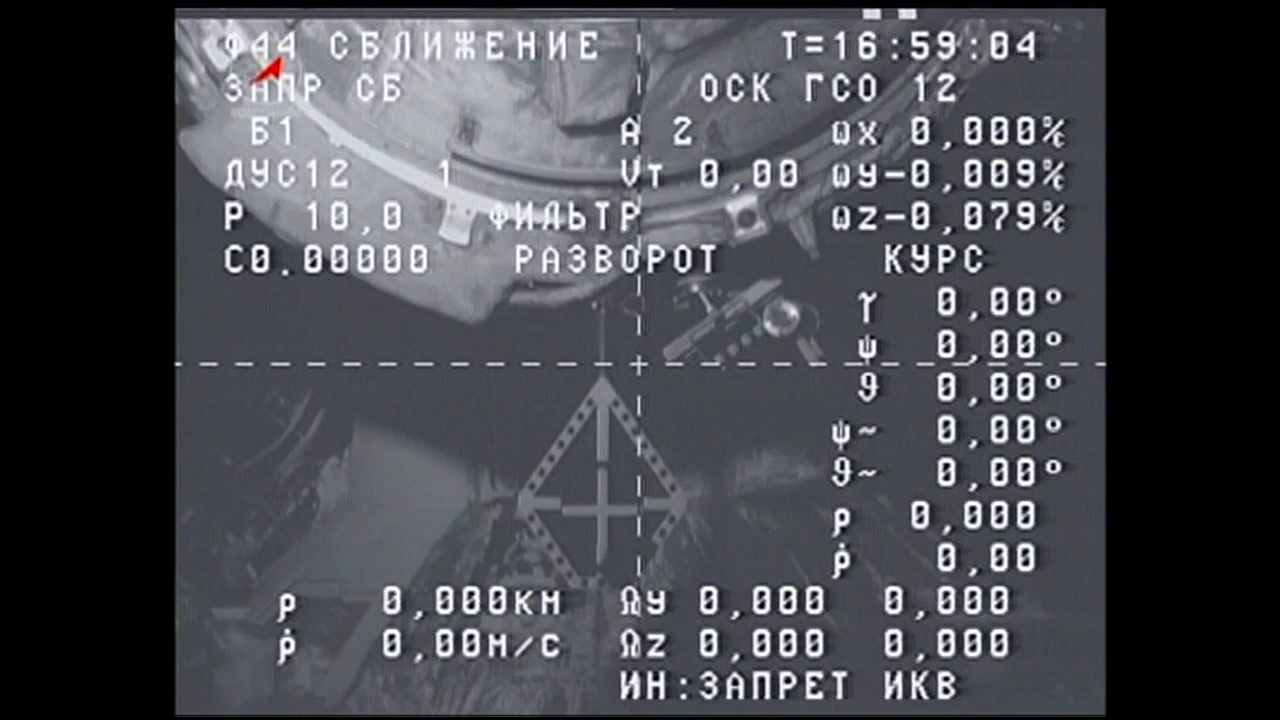 Ф44 СБЛИЖЕНИЕ T=16:59:04
ЗАПР СБ ОСК ГСО 12
Б1 А 2 ωx 0,000%
ДУС12 1 Vт 0,00 ωy-0,009%
Р 10,0 ФИЛЬТР ωz-0,079%
С0.00000 РАЗВОРОТ КУРС
γ 0,00°
ψ 0,00°
ϑ 0,00°
ψ~ 0,00°
ϑ~ 0,00°
ρ 0,000
ρ̇ 0,00
ρ 0,000км Ωy 0,000 0,000
ρ̇ 0,00м/с Ωz 0,000 0,000
ИН:ЗАПРЕТ ИКВ